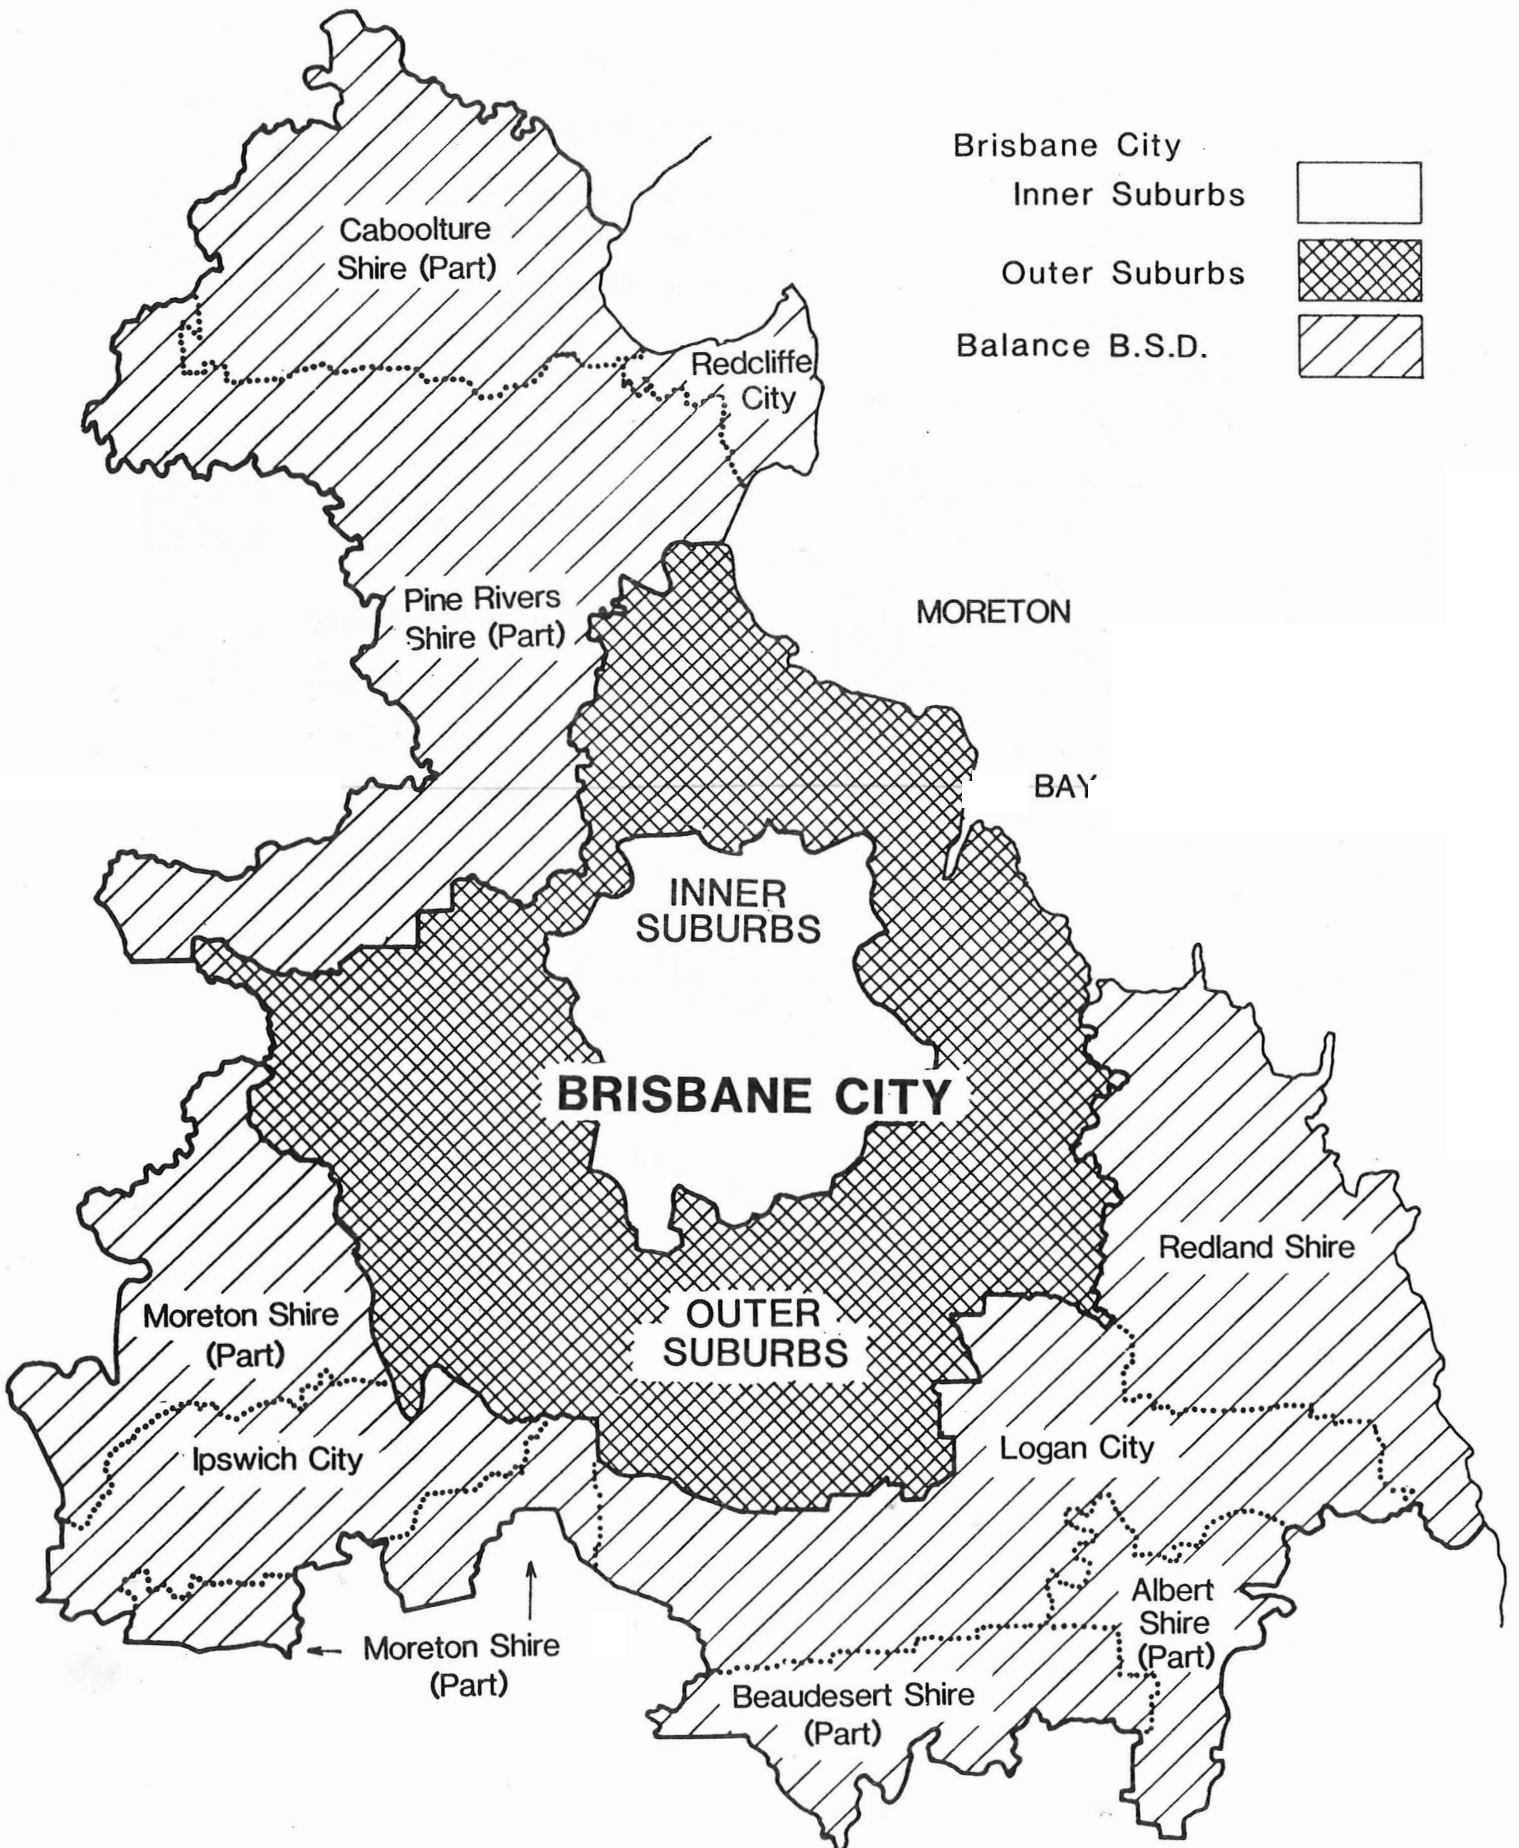 Brisbane City
Inner Suburbs
Outer Suburbs
Balance B.S.D.
Caboolture
Shire (Part)
Redcliffe
City
Pine Rivers
Shire (Part)
MORETON
BAY
INNER
SUBURBS
BRISBANE CITY
OUTER
SUBURBS
Redland Shire
Moreton Shire
(Part)
Ipswich City
Logan City
Albert
Shire
(Part)
Moreton Shire
(Part)
Beaudesert Shire
(Part)